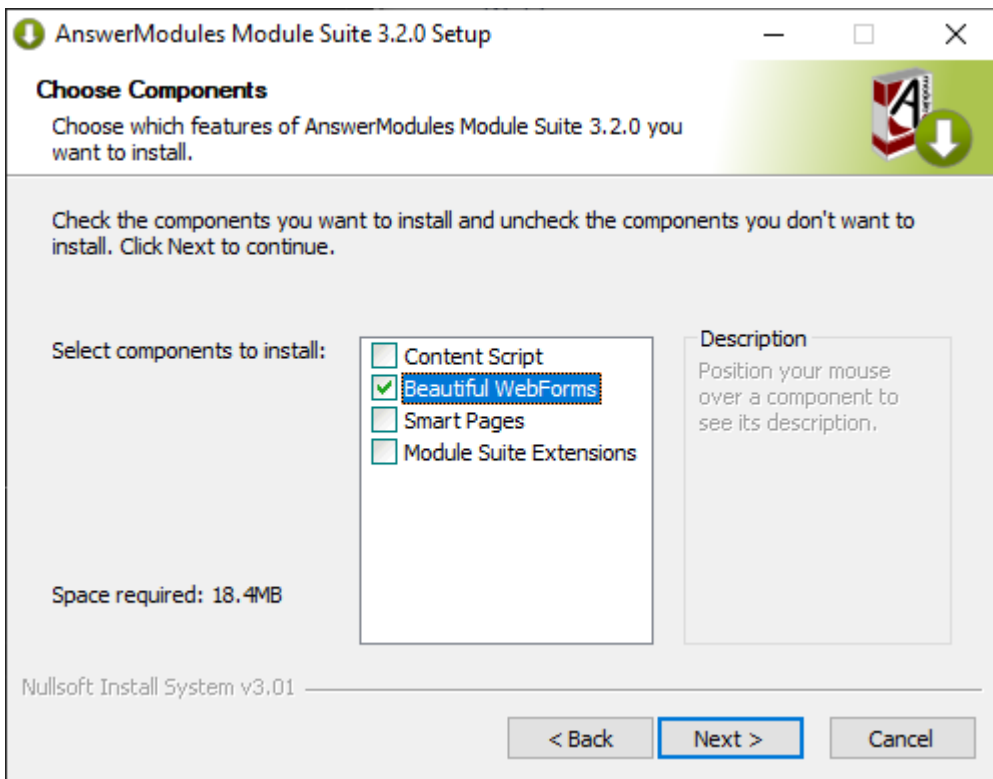 AnswerModules Module Suite 3.2.0 Setup
Choose Components
Choose which features of AnswerModules Module Suite 3.2.0 you
want to install.
Check the components you want to install and uncheck the components you don't want to
install. Click Next to continue.
Select components to install:
Content Script
Beautiful WebForms
Smart Pages
Module Suite Extensions
Description
Position your mouse
over a component to
see its description.
Space required: 18.4MB
Nullsoft Install System v3.01
< Back
Next >
Cancel